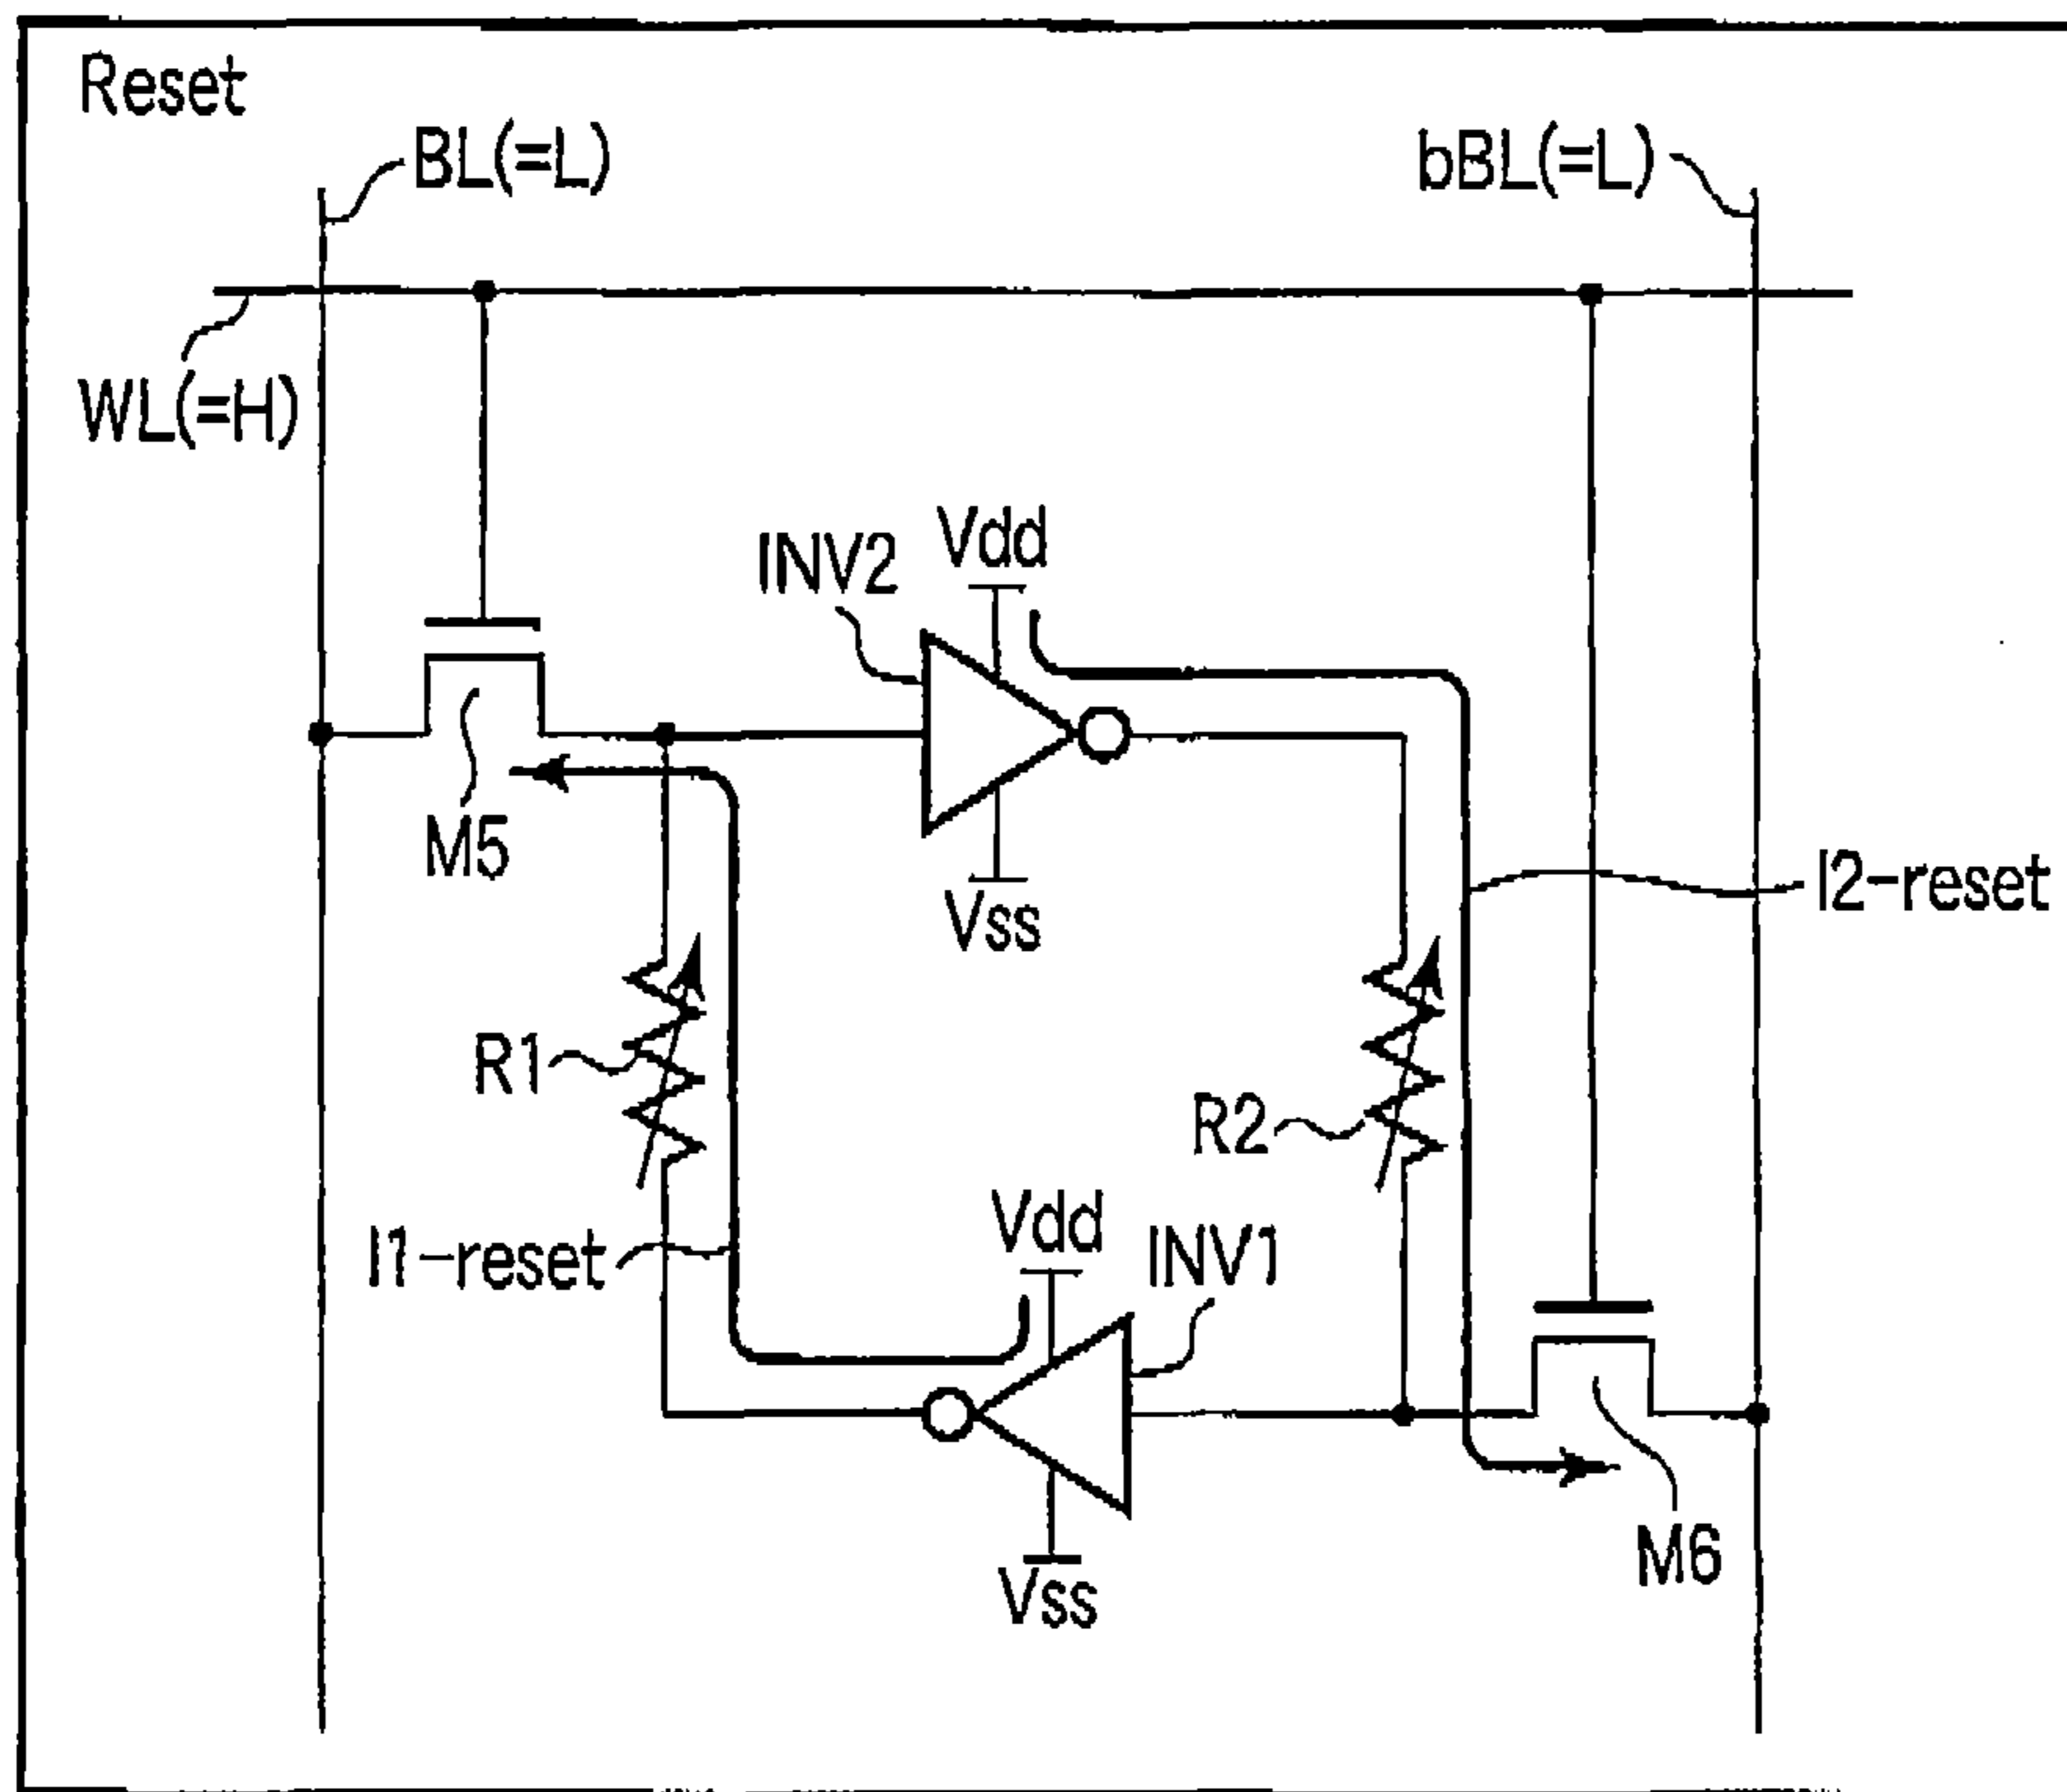 Reset
BL(=L)
bBL(=L)
WL(=H)
INV2
Vdd
M5
Vss
I2-reset
R1
R2
I1-reset
Vdd
INV1
Vss
M6